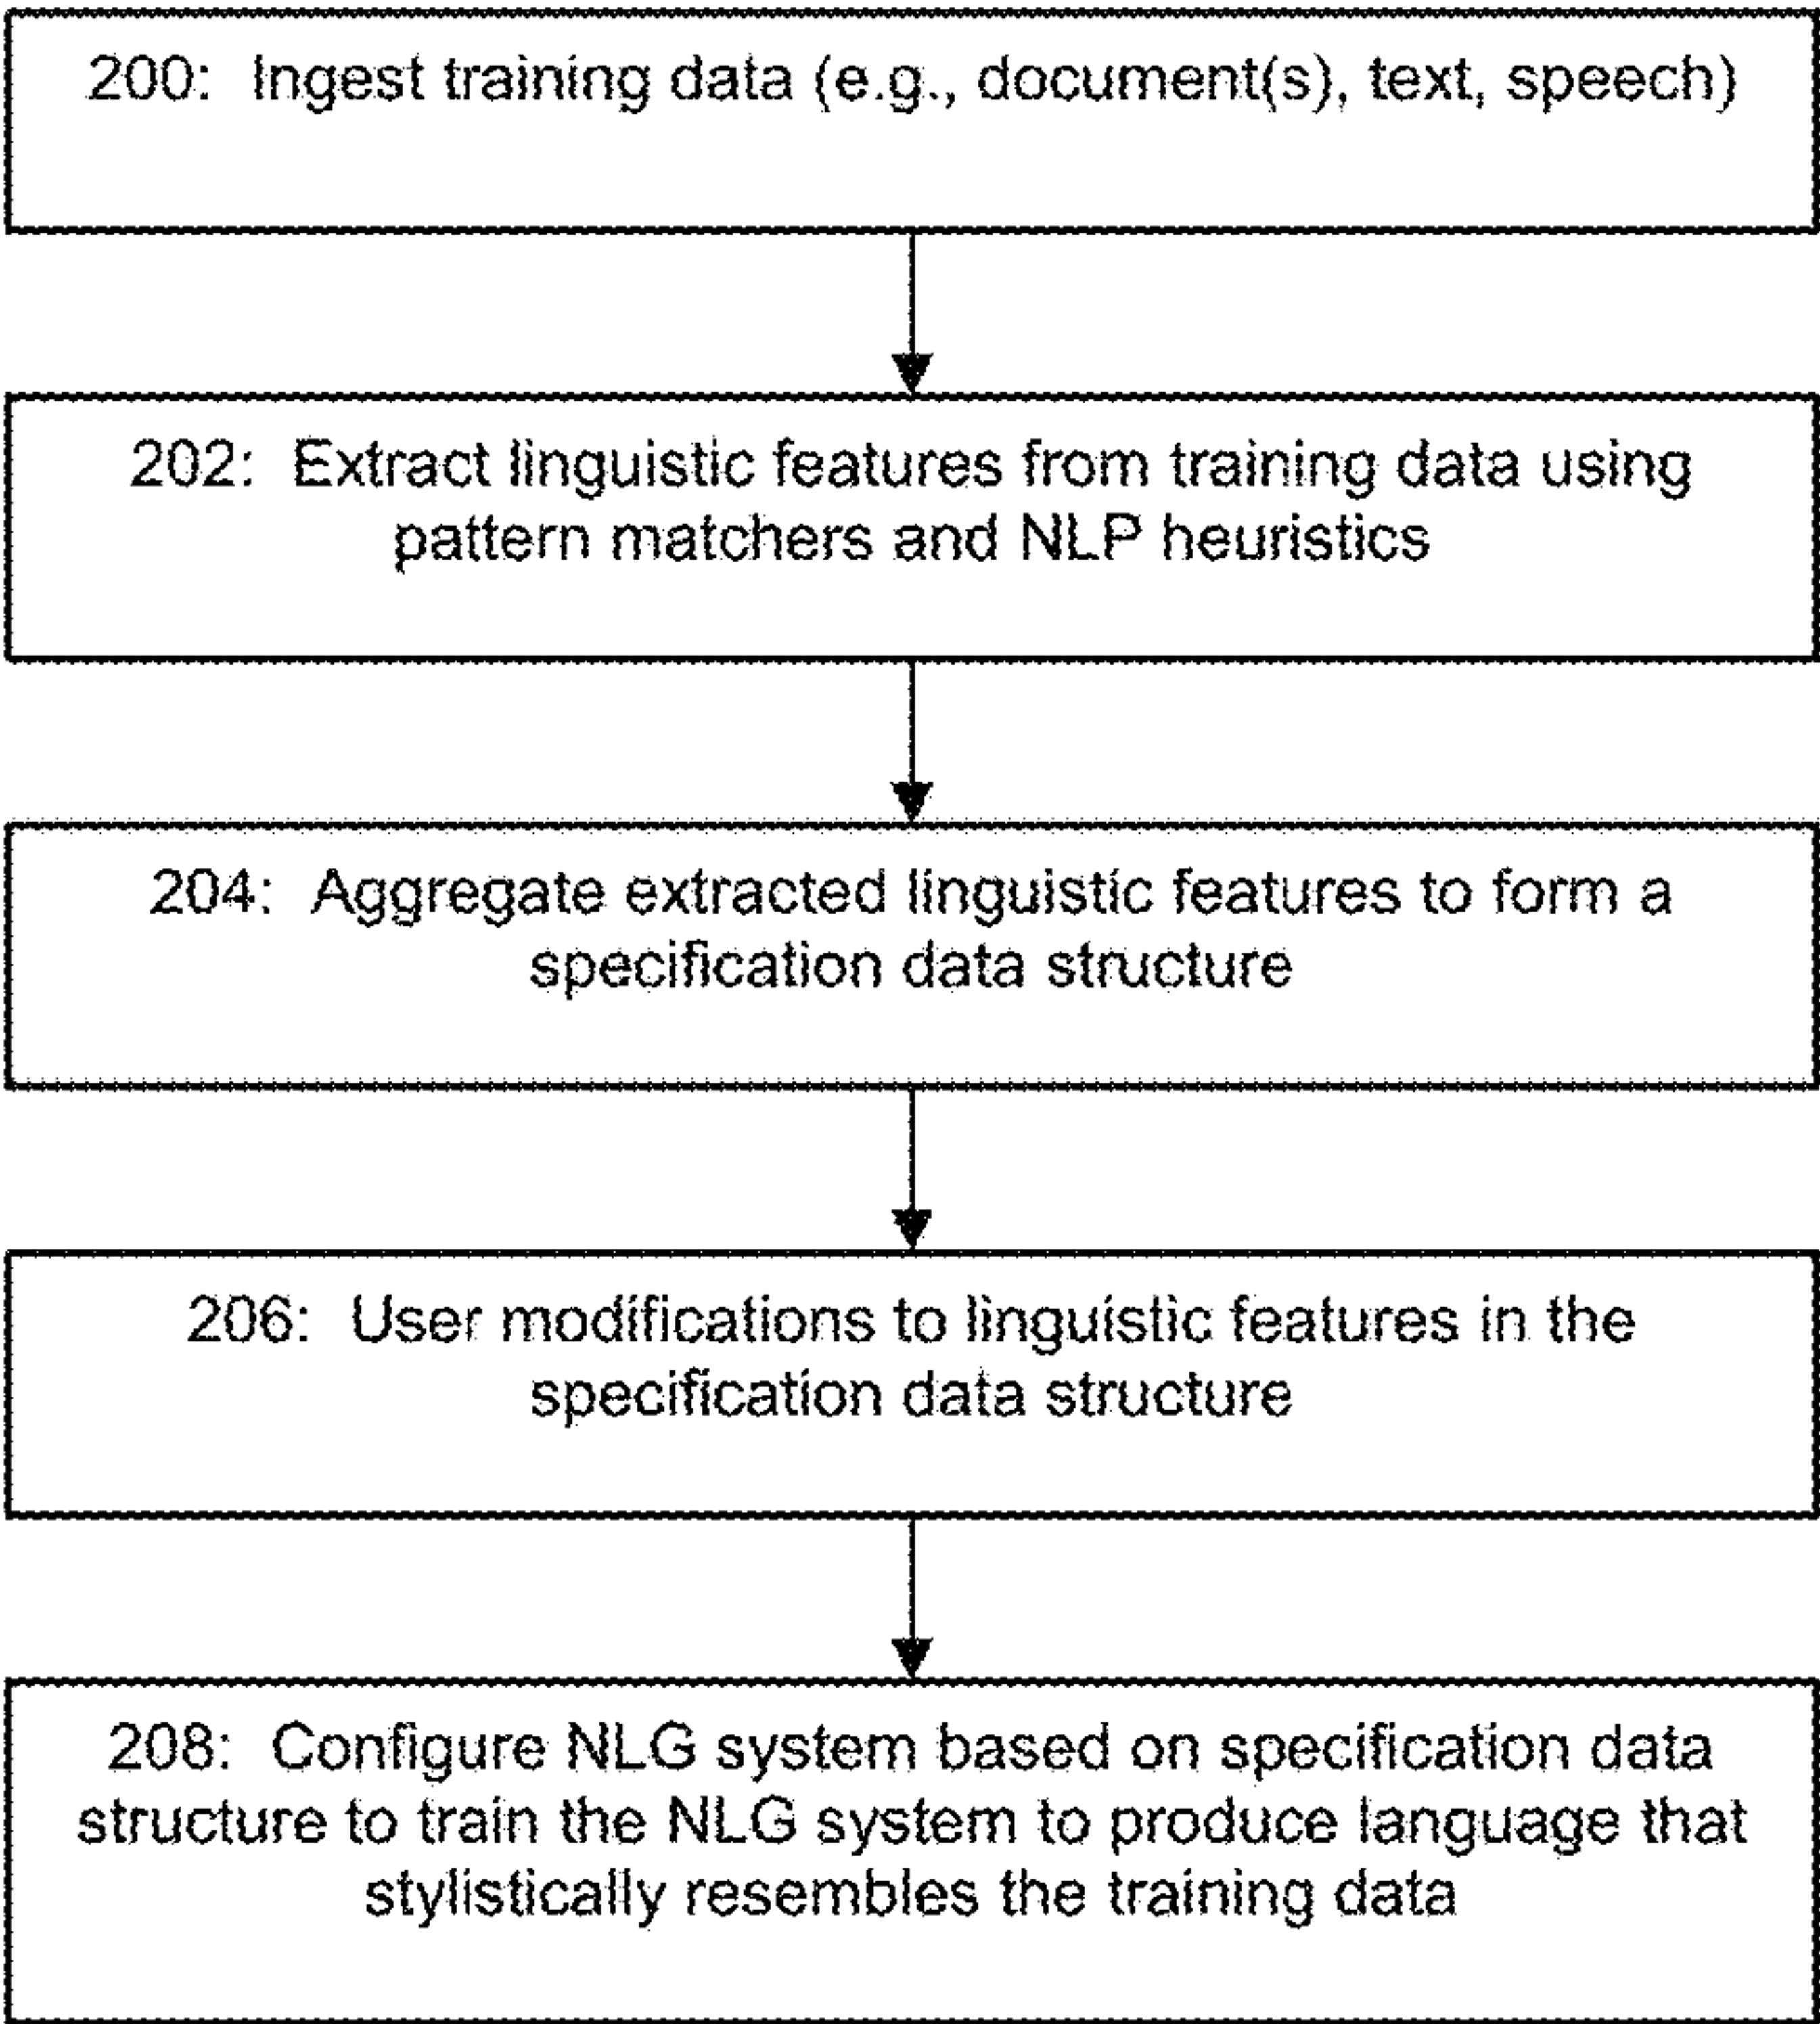 200: Ingest training data (e.g., document(s), text, speech)
202: Extract linguistic features from training data using
pattern matchers and NLP heuristics
204: Aggregate extracted linguistic features to form a
specification data structure
206: User modifications to linguistic features in the
specification data structure
208: Configure NLG system based on specification data
structure to train the NLG system to produce language that
stylistically resembles the training data